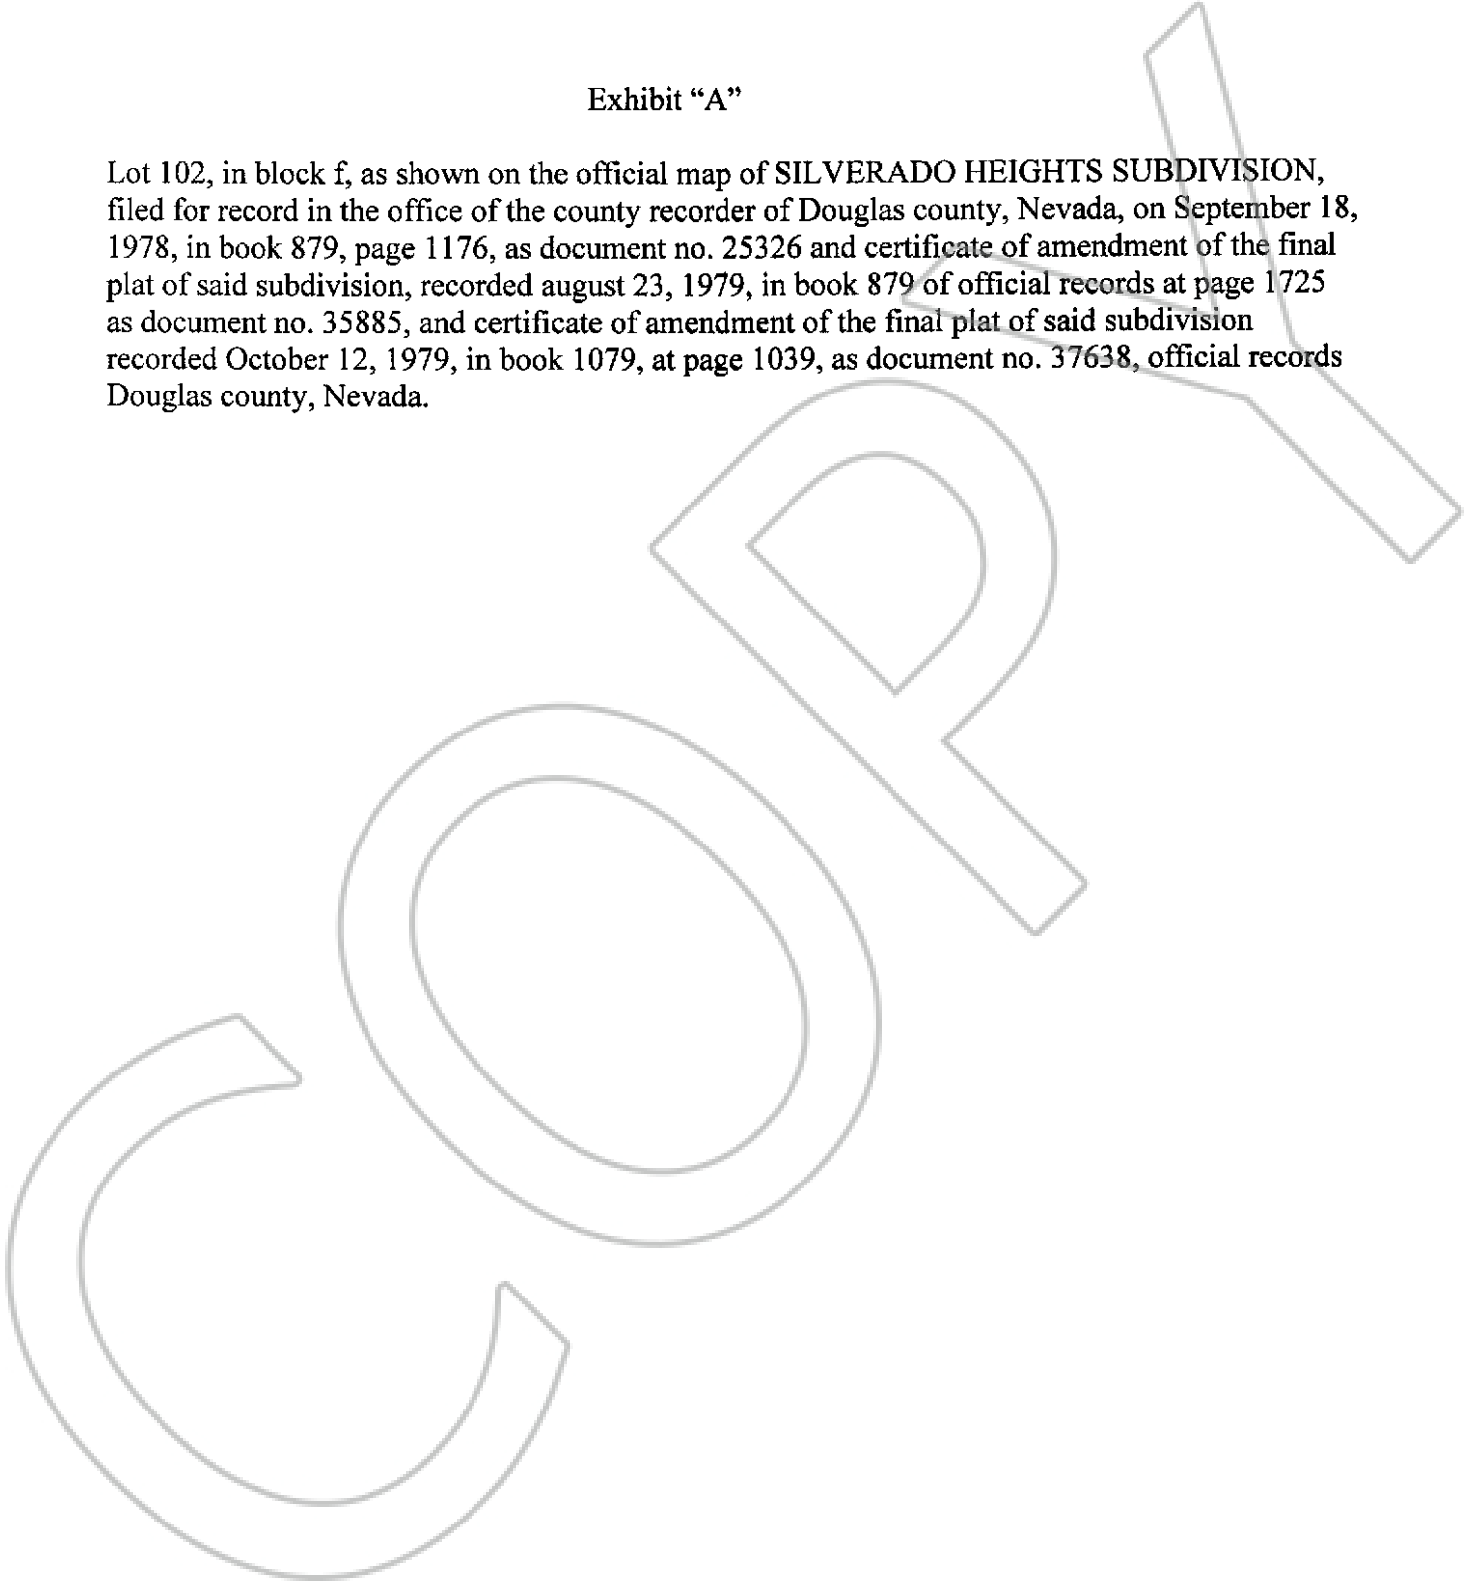 Exhibit “A”
Lot 102, in block f, as shown on the official map of SILVERADO HEIGHTS SUBDIVISION,
filed for record in the office of the county recorder of Douglas county, Nevada, on September 18,
1978, in book 879, page 1176, as document no. 25326 and certificate of amendment of the final
plat of said subdivision, recorded august 23, 1979, in book 879 of official records at page 1725
as document no. 35885, and certificate of amendment of the final plat of said subdivision
recorded October 12, 1979, in book 1079, at page 1039, as document no. 37638, official records
Douglas county, Nevada.
COPY